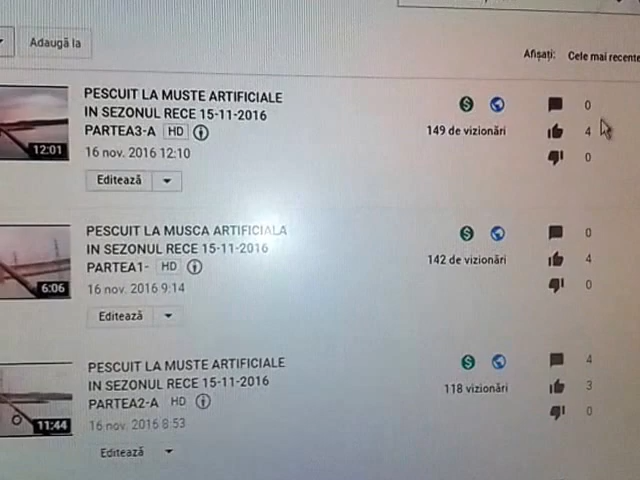 Adaugă la
Afișați: Cele mai recente
PESCUIT LA MUSTE ARTIFICIALE
IN SEZONUL RECE 15-11-2016
PARTEA3-A HD
16 nov. 2016 12:10
12:01
Editează
149 de vizionări
0
4
0
PESCUIT LA MUSCA ARTIFICIALA
IN SEZONUL RECE 15-11-2016
PARTEA1- HD
16 nov. 2016 9:14
6:06
Editează
142 de vizionări
0
4
0
PESCUIT LA MUSTE ARTIFICIALE
IN SEZONUL RECE 15-11-2016
PARTEA2-A HD
16 nov. 2016 8:53
11:44
Editează
118 vizionări
4
3
0